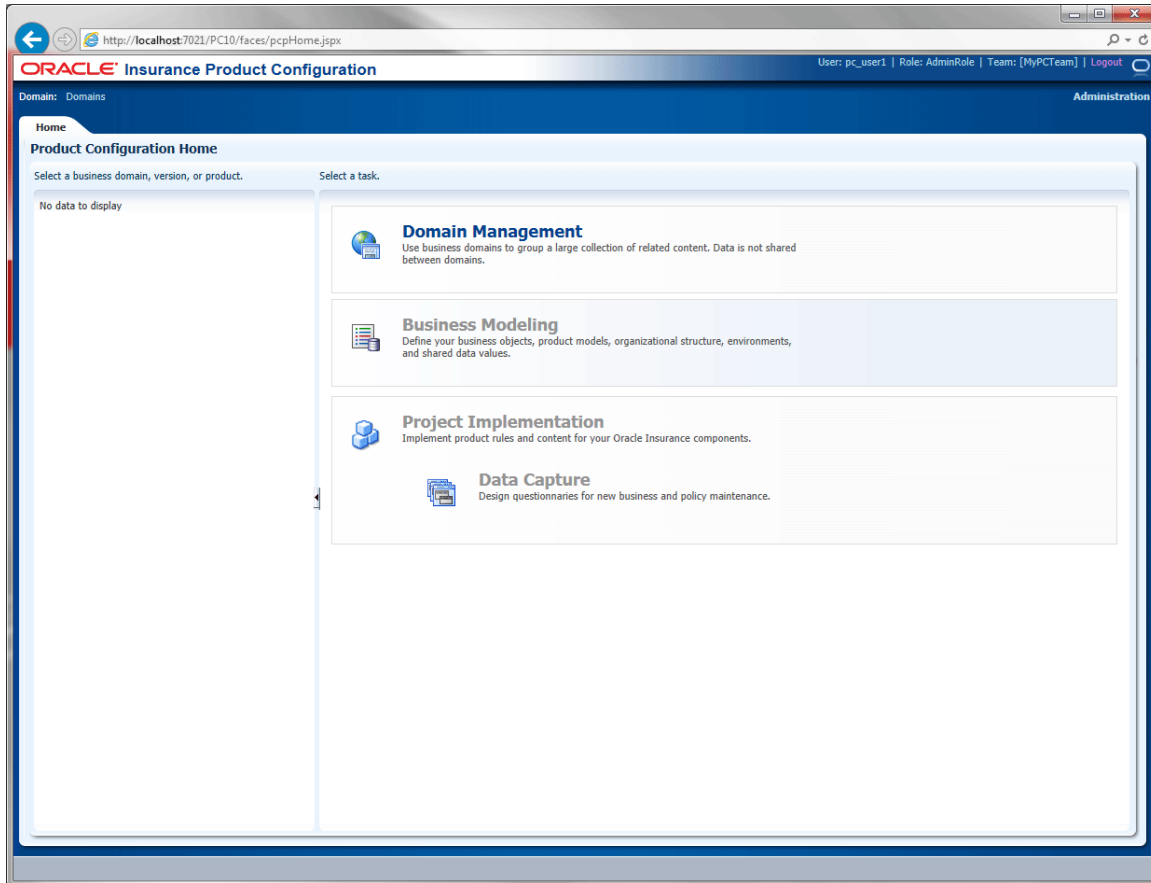 http://localhost:7021/PC10/faces/pcpHome.jspx
ORACLE Insurance Product Configuration
User: pc_user1 | Role: AdminRole | Team: [MyPCTeam] | Logout
Domain: Domains
Administration
Home
Product Configuration Home
Select a business domain, version, or product.
Select a task.
No data to display
Domain Management
Use business domains to group a large collection of related content. Data is not shared
between domains.
Business Modeling
Define your business objects, product models, organizational structure, environments,
and shared data values.
Project Implementation
Implement product rules and content for your Oracle Insurance components.
Data Capture
Design questionnaries for new business and policy maintenance.